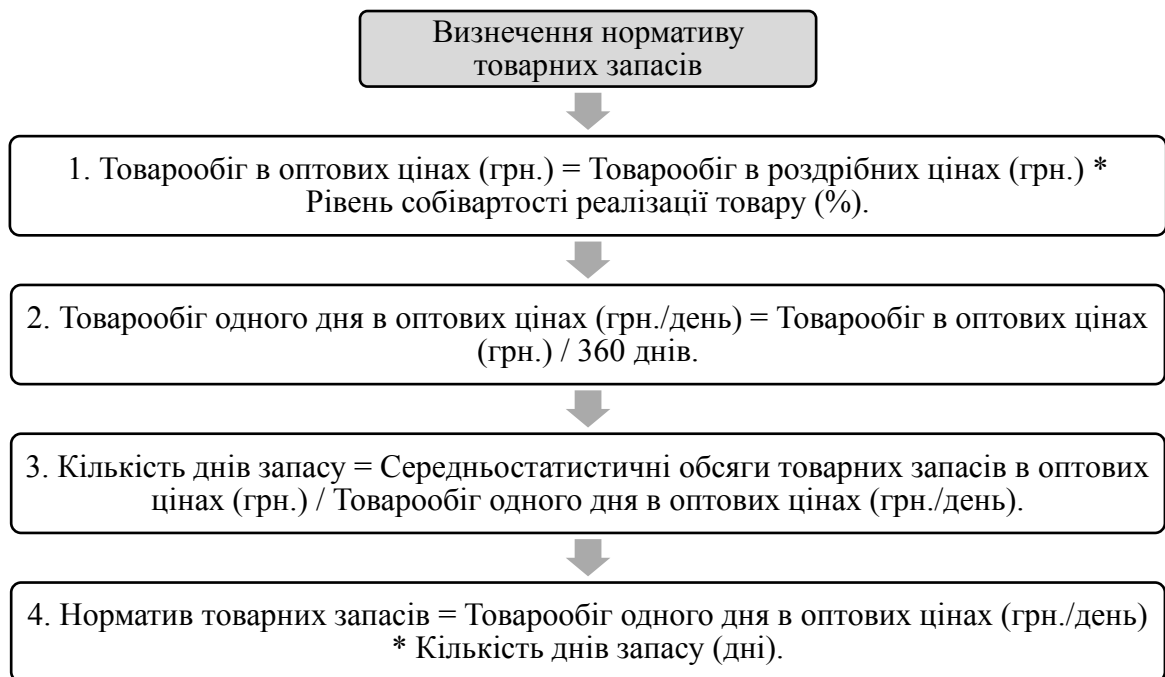 Визнечення нормативу
товарних запасів
1. Товарообіг в оптових цінах (грн.) = Товарообіг в роздрібних цінах (грн.) *
Рівень собівартості реалізації товару (%).
2. Товарообіг одного дня в оптових цінах (грн./день) = Товарообіг в оптових цінах
(грн.) / 360 днів.
3. Кількість днів запасу = Середньостатистичні обсяги товарних запасів в оптових
цінах (грн.) / Товарообіг одного дня в оптових цінах (грн./день).
4. Норматив товарних запасів = Товарообіг одного дня в оптових цінах (грн./день)
* Кількість днів запасу (дні).